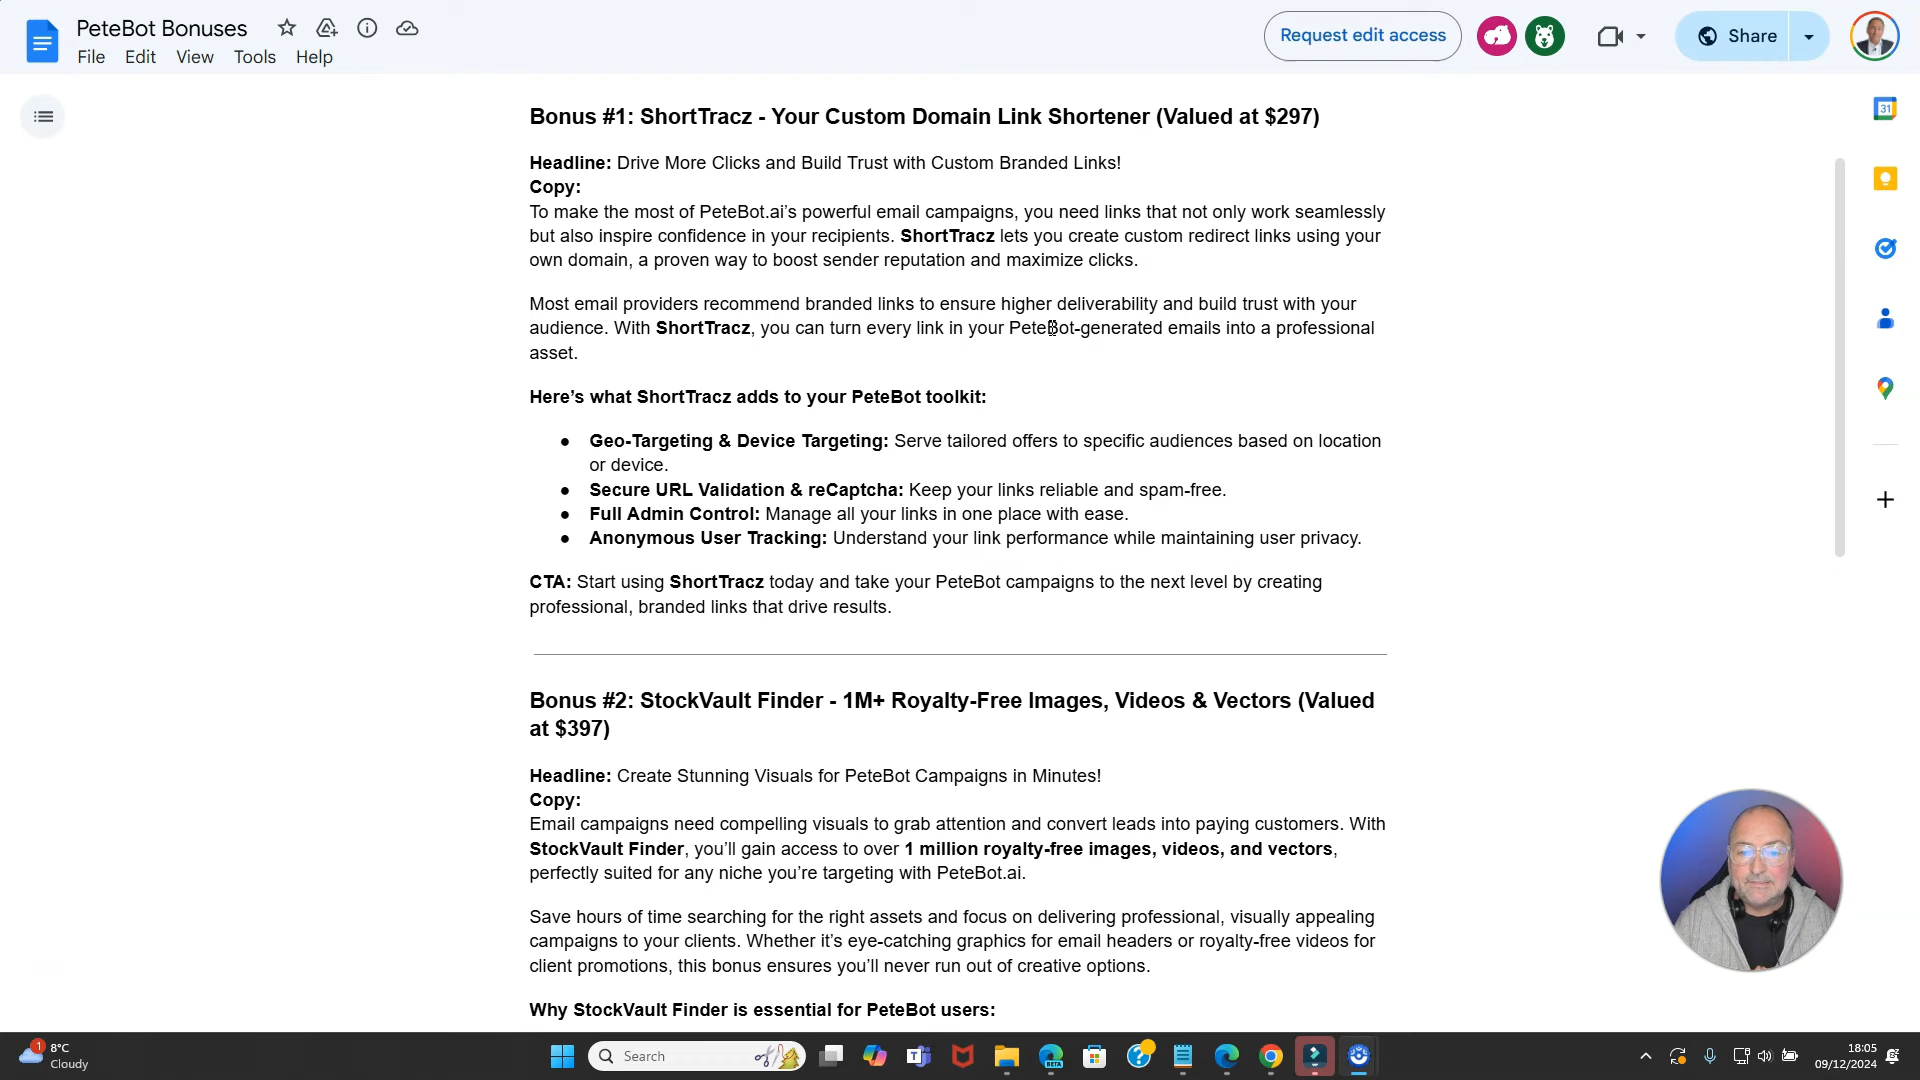 PeteBot Bonuses
File Edit View Tools Help
Request edit access
Share
31
Bonus #1: ShortTracz - Your Custom Domain Link Shortener (Valued at $297)
Headline: Drive More Clicks and Build Trust with Custom Branded Links!
Copy:
To make the most of PeteBot.ai’s powerful email campaigns, you need links that not only work seamlessly
but also inspire confidence in your recipients. ShortTracz lets you create custom redirect links using your
own domain, a proven way to boost sender reputation and maximize clicks.
Most email providers recommend branded links to ensure higher deliverability and build trust with your
audience. With ShortTracz, you can turn every link in your PeteBot-generated emails into a professional
asset.
Here’s what ShortTracz adds to your PeteBot toolkit:
● Geo-Targeting & Device Targeting: Serve tailored offers to specific audiences based on location
or device.
● Secure URL Validation & reCaptcha: Keep your links reliable and spam-free.
● Full Admin Control: Manage all your links in one place with ease.
● Anonymous User Tracking: Understand your link performance while maintaining user privacy.
CTA: Start using ShortTracz today and take your PeteBot campaigns to the next level by creating
professional, branded links that drive results.
Bonus #2: StockVault Finder - 1M+ Royalty-Free Images, Videos & Vectors (Valued
at $397)
Headline: Create Stunning Visuals for PeteBot Campaigns in Minutes!
Copy:
Email campaigns need compelling visuals to grab attention and convert leads into paying customers. With
StockVault Finder, you’ll gain access to over 1 million royalty-free images, videos, and vectors,
perfectly suited for any niche you’re targeting with PeteBot.ai.
Save hours of time searching for the right assets and focus on delivering professional, visually appealing
campaigns to your clients. Whether it’s eye-catching graphics for email headers or royalty-free videos for
client promotions, this bonus ensures you’ll never run out of creative options.
Why StockVault Finder is essential for PeteBot users:
1
8°C
Cloudy
Search
BETA
18:05
09/12/2024